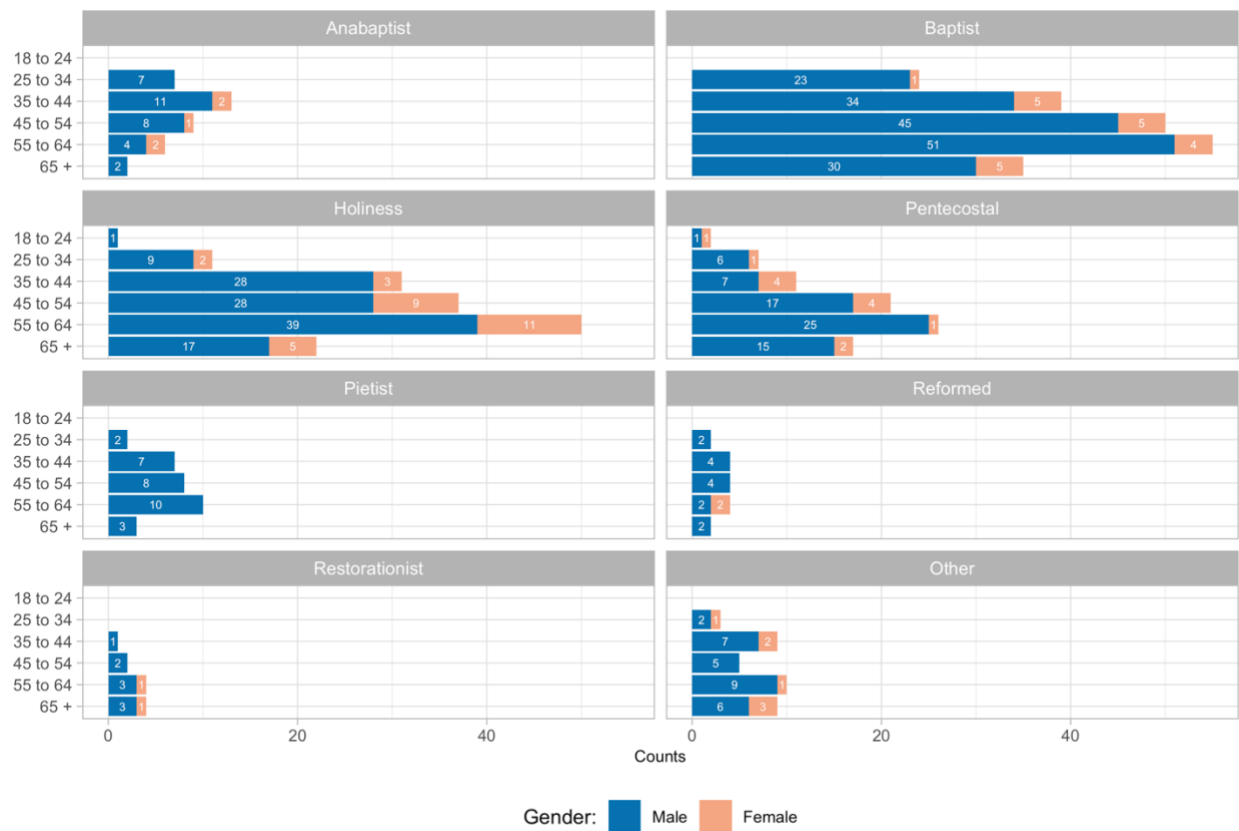 Anabaptist Baptist
18 to 24
25 to 34 7 23 1
35 to 44 11 2 34 5
45 to 54 8 1 45 5
55 to 64 4 2 51 4
65 + 2 30 5
Holiness Pentecostal
18 to 24 1 1 1
25 to 34 9 2 6 1
35 to 44 28 3 7 4
45 to 54 28 9 17 4
55 to 64 39 11 25 1
65 + 17 5 15 2
Pietist Reformed
18 to 24
25 to 34 2 2
35 to 44 7 4
45 to 54 8 4
55 to 64 10 2 2
65 + 3 2
Restorationist Other
18 to 24
25 to 34 2 1
35 to 44 1 7 2
45 to 54 2 5
55 to 64 3 1 9 1
65 + 3 1 6 3
0 20 40 0 20 40
Counts
Gender: Male Female